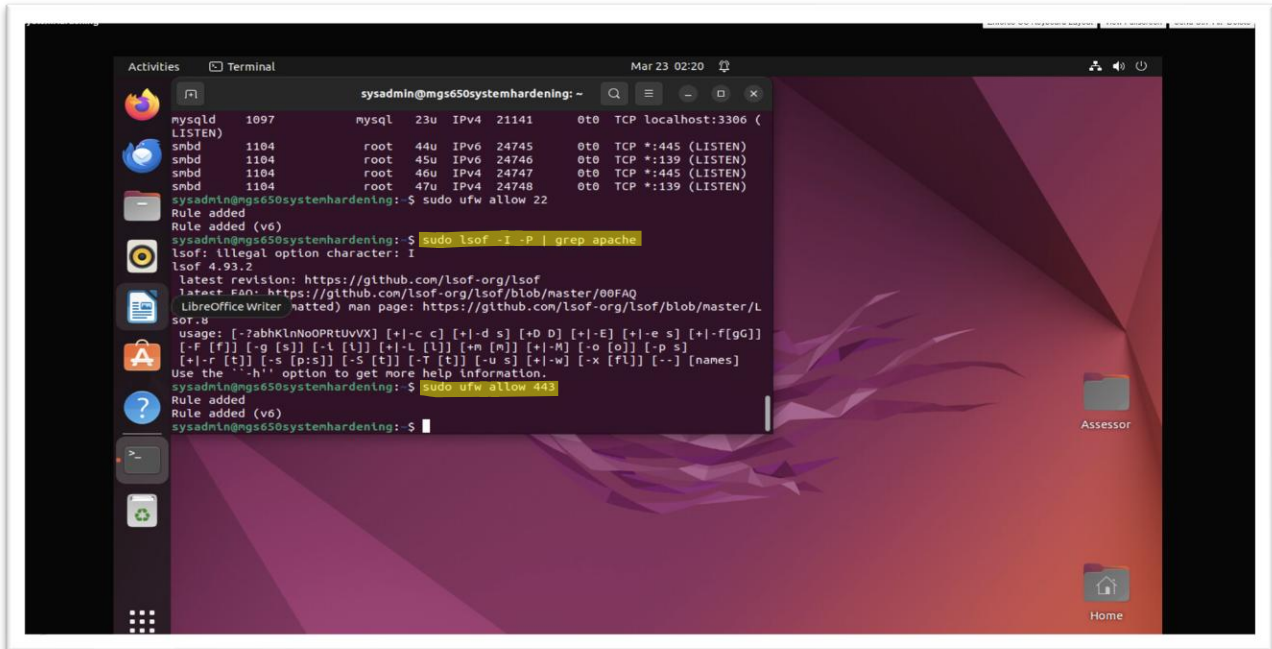 Activities Terminal Mar 23 02:20
sysadmin@mgs650systemhardening: ~
mysqld 1097 mysql 23u IPv4 21141 0t0 TCP localhost:3306 (
LISTEN)
smbd 1104 root 44u IPv6 24745 0t0 TCP *:445 (LISTEN)
smbd 1104 root 45u IPv6 24746 0t0 TCP *:139 (LISTEN)
smbd 1104 root 46u IPv4 24747 0t0 TCP *:445 (LISTEN)
smbd 1104 root 47u IPv4 24748 0t0 TCP *:139 (LISTEN)
sysadmin@mgs650systemhardening:~$ sudo ufw allow 22
Rule added
Rule added (v6)
sysadmin@mgs650systemhardening:~$ sudo lsof -I -P | grep apache
lsof: illegal option character: I
lsof 4.93.2
latest revision: https://github.com/lsof-org/lsof
latest FAQ: https://github.com/lsof-org/lsof/blob/master/00FAQ
LibreOffice Writer matted) man page: https://github.com/lsof-org/lsof/blob/master/L
sof.8
usage: [-?abhKlnNoOPRtUvVX] [+|-c c] [+|-d s] [+D D] [+|-E] [+|-e s] [+|-f[gG]]
[-F [f]] [-g [s]] [-i [i]] [+|-L [l]] [+m [m]] [+|-M] [-o [o]] [-p s]
[+|-r [t]] [-s [p:s]] [-S [t]] [-T [t]] [-u s] [+|-w] [-x [fl]] [--] [names]
Use the ``-h'' option to get more help information.
sysadmin@mgs650systemhardening:~$ sudo ufw allow 443
Rule added
Rule added (v6)
sysadmin@mgs650systemhardening:~$
Assessor
Home